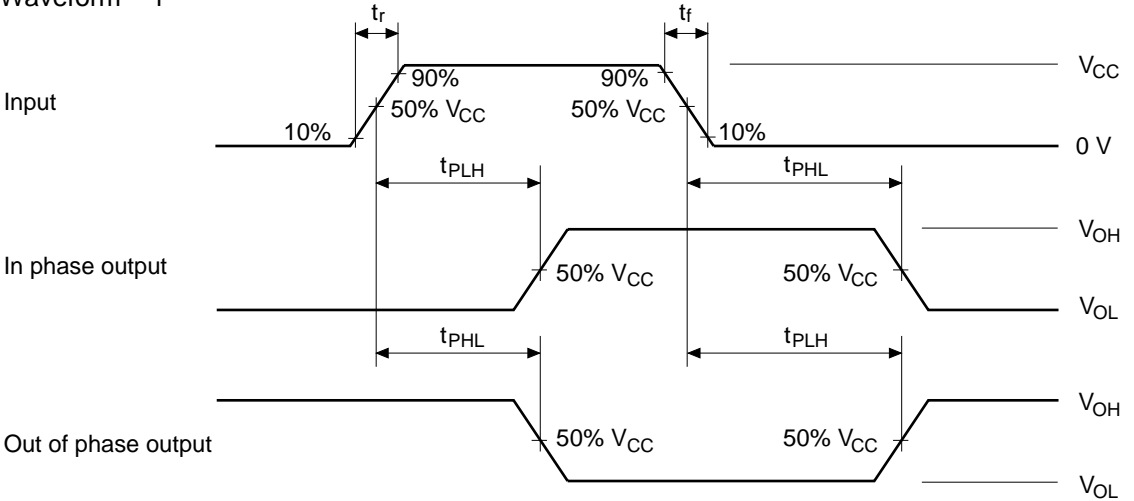 Waveform – 1
tr
tf
90%
90%
VCC
Input
50% VCC
50% VCC
10%
10%
0 V
tPLH
tPHL
VOH
In phase output
50% VCC
50% VCC
VOL
tPHL
tPLH
VOH
Out of phase output
50% VCC
50% VCC
VOL